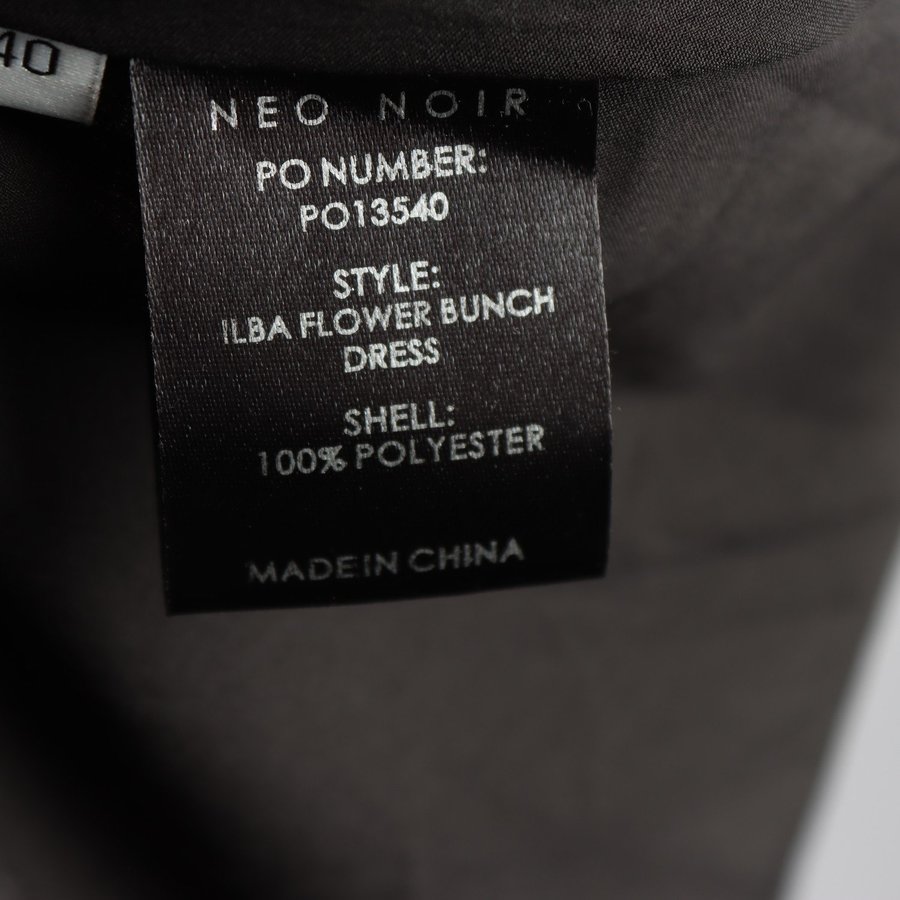 40
NEO NOIR
PO NUMBER:
PO13540
STYLE:
ILBA FLOWER BUNCH
DRESS
SHELL:
100% POLYESTER
MADE IN CHINA